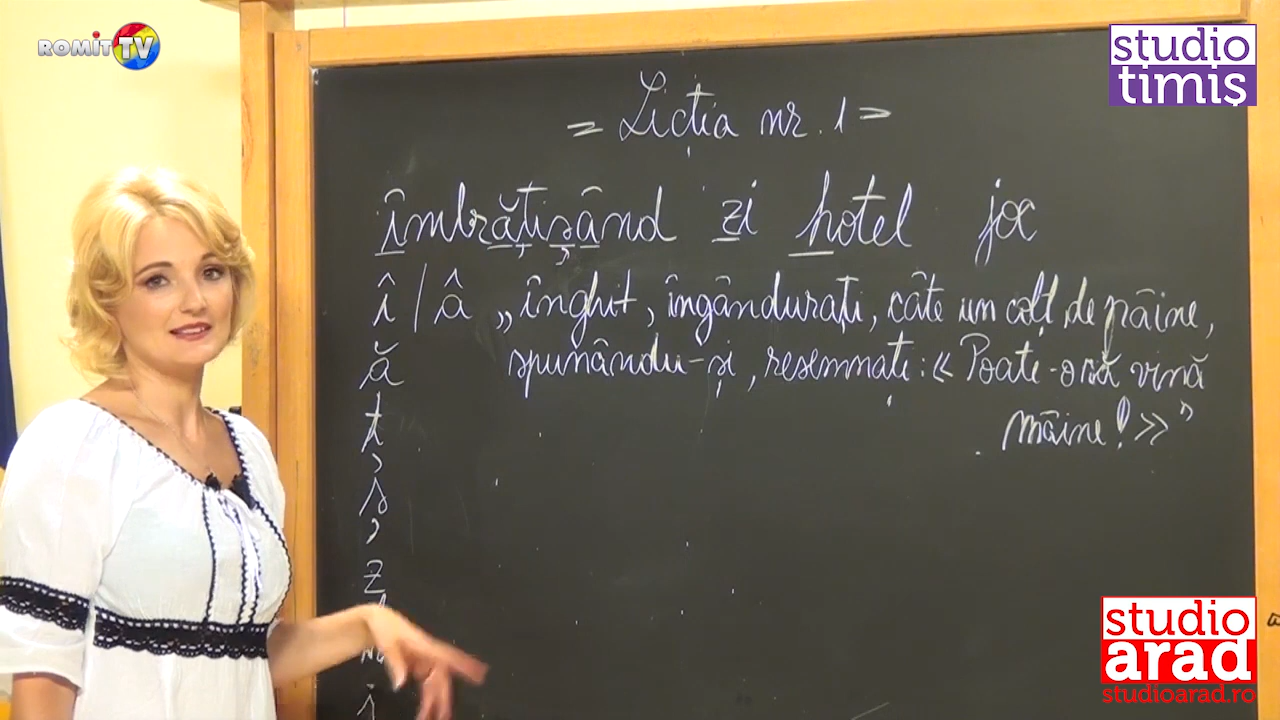 ROMIT TV
studio
timiș
= Licția nr. 1 =
îmbrățișând zi hotel joc
î / â „înghit, îngândurați, câte un colț de pâine,
ă spunându-și, resemnați: « Poate-o să vină
mâine! »”
ț
ș
z
h
j
studio
arad
studioarad.ro